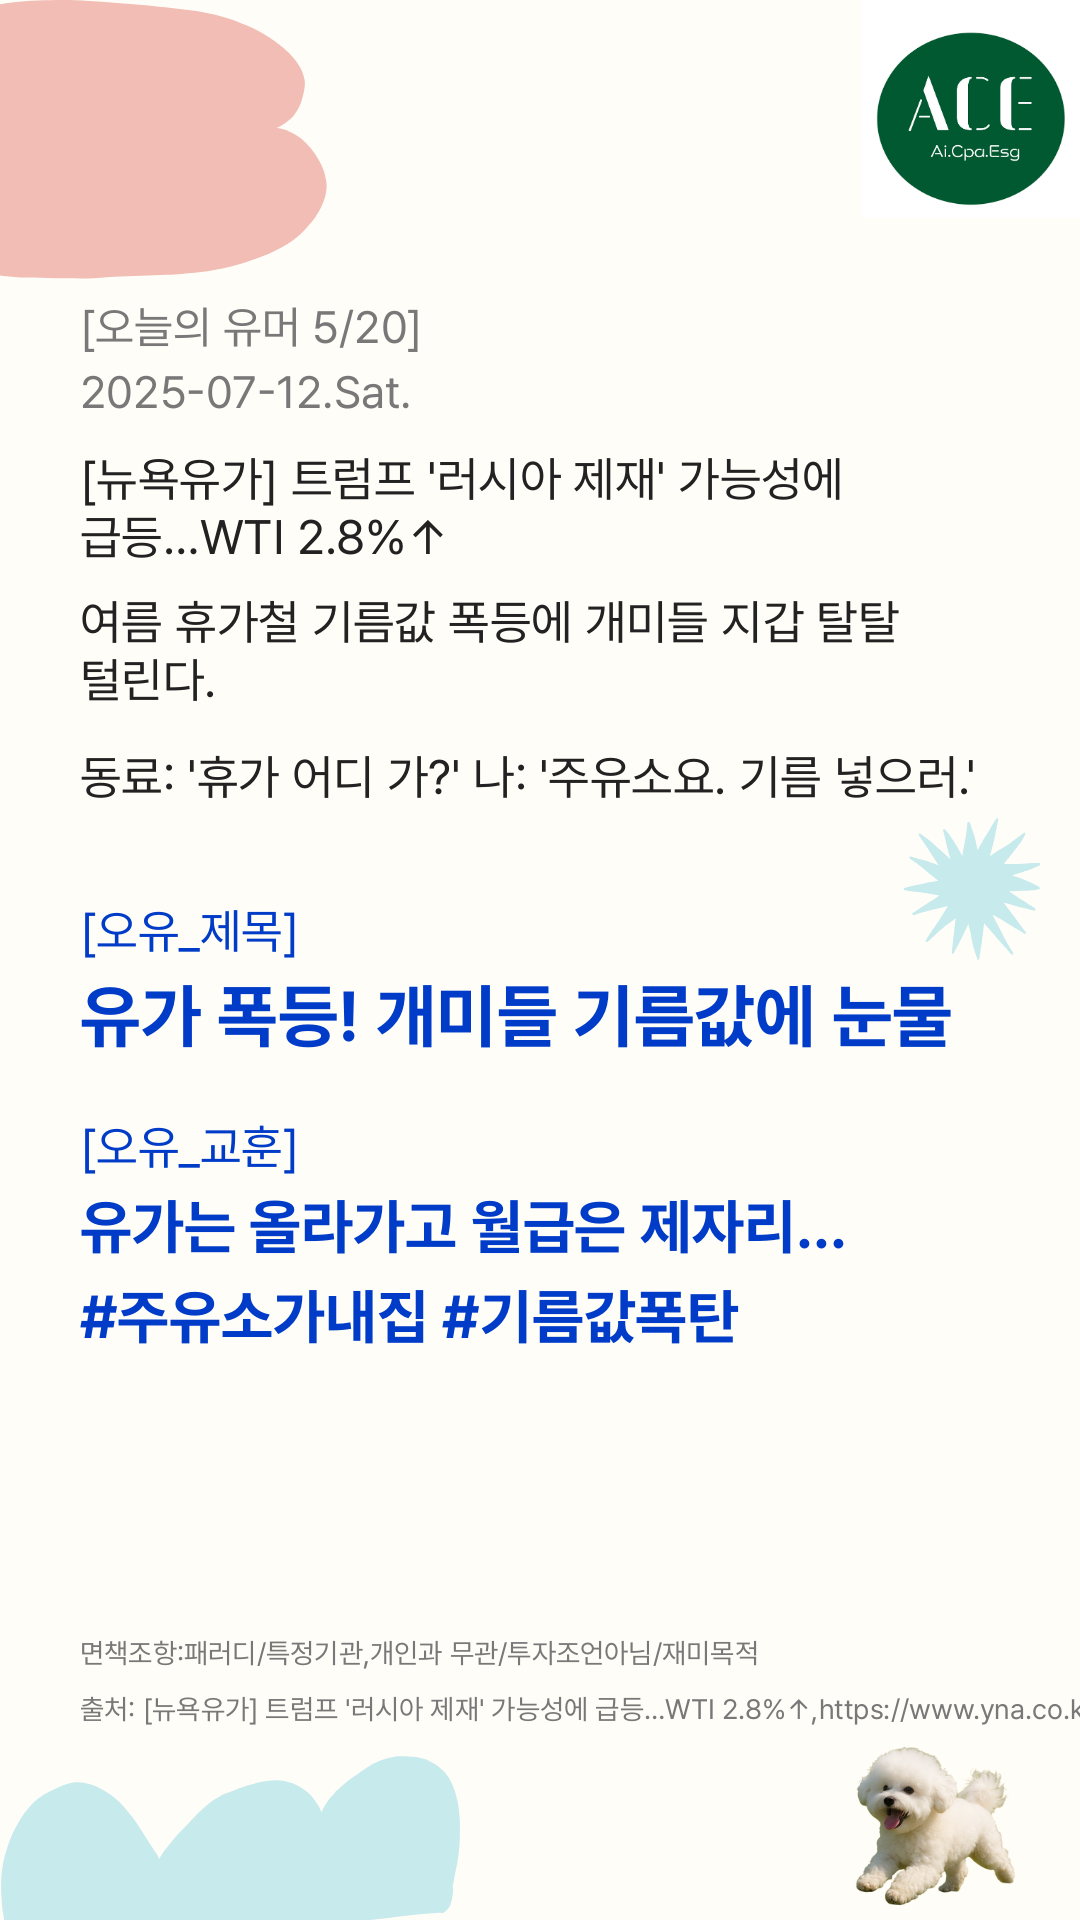 ACE
Ai.Cpa.Esg
[오늘의 유머 5/20]
2025-07-12.Sat.
[뉴욕유가] 트럼프 '러시아 제재' 가능성에
급등…WTI 2.8%↑
여름 휴가철 기름값 폭등에 개미들 지갑 탈탈
털린다.
동료: '휴가 어디 가?' 나: '주유소요. 기름 넣으러.'
[오유_제목]
유가 폭등! 개미들 기름값에 눈물
[오유_교훈]
유가는 올라가고 월급은 제자리...
#주유소가내집 #기름값폭탄
면책조항:패러디/특정기관,개인과 무관/투자조언아님/재미목적
출처: [뉴욕유가] 트럼프 '러시아 제재' 가능성에 급등…WTI 2.8%↑,https://www.yna.co.k